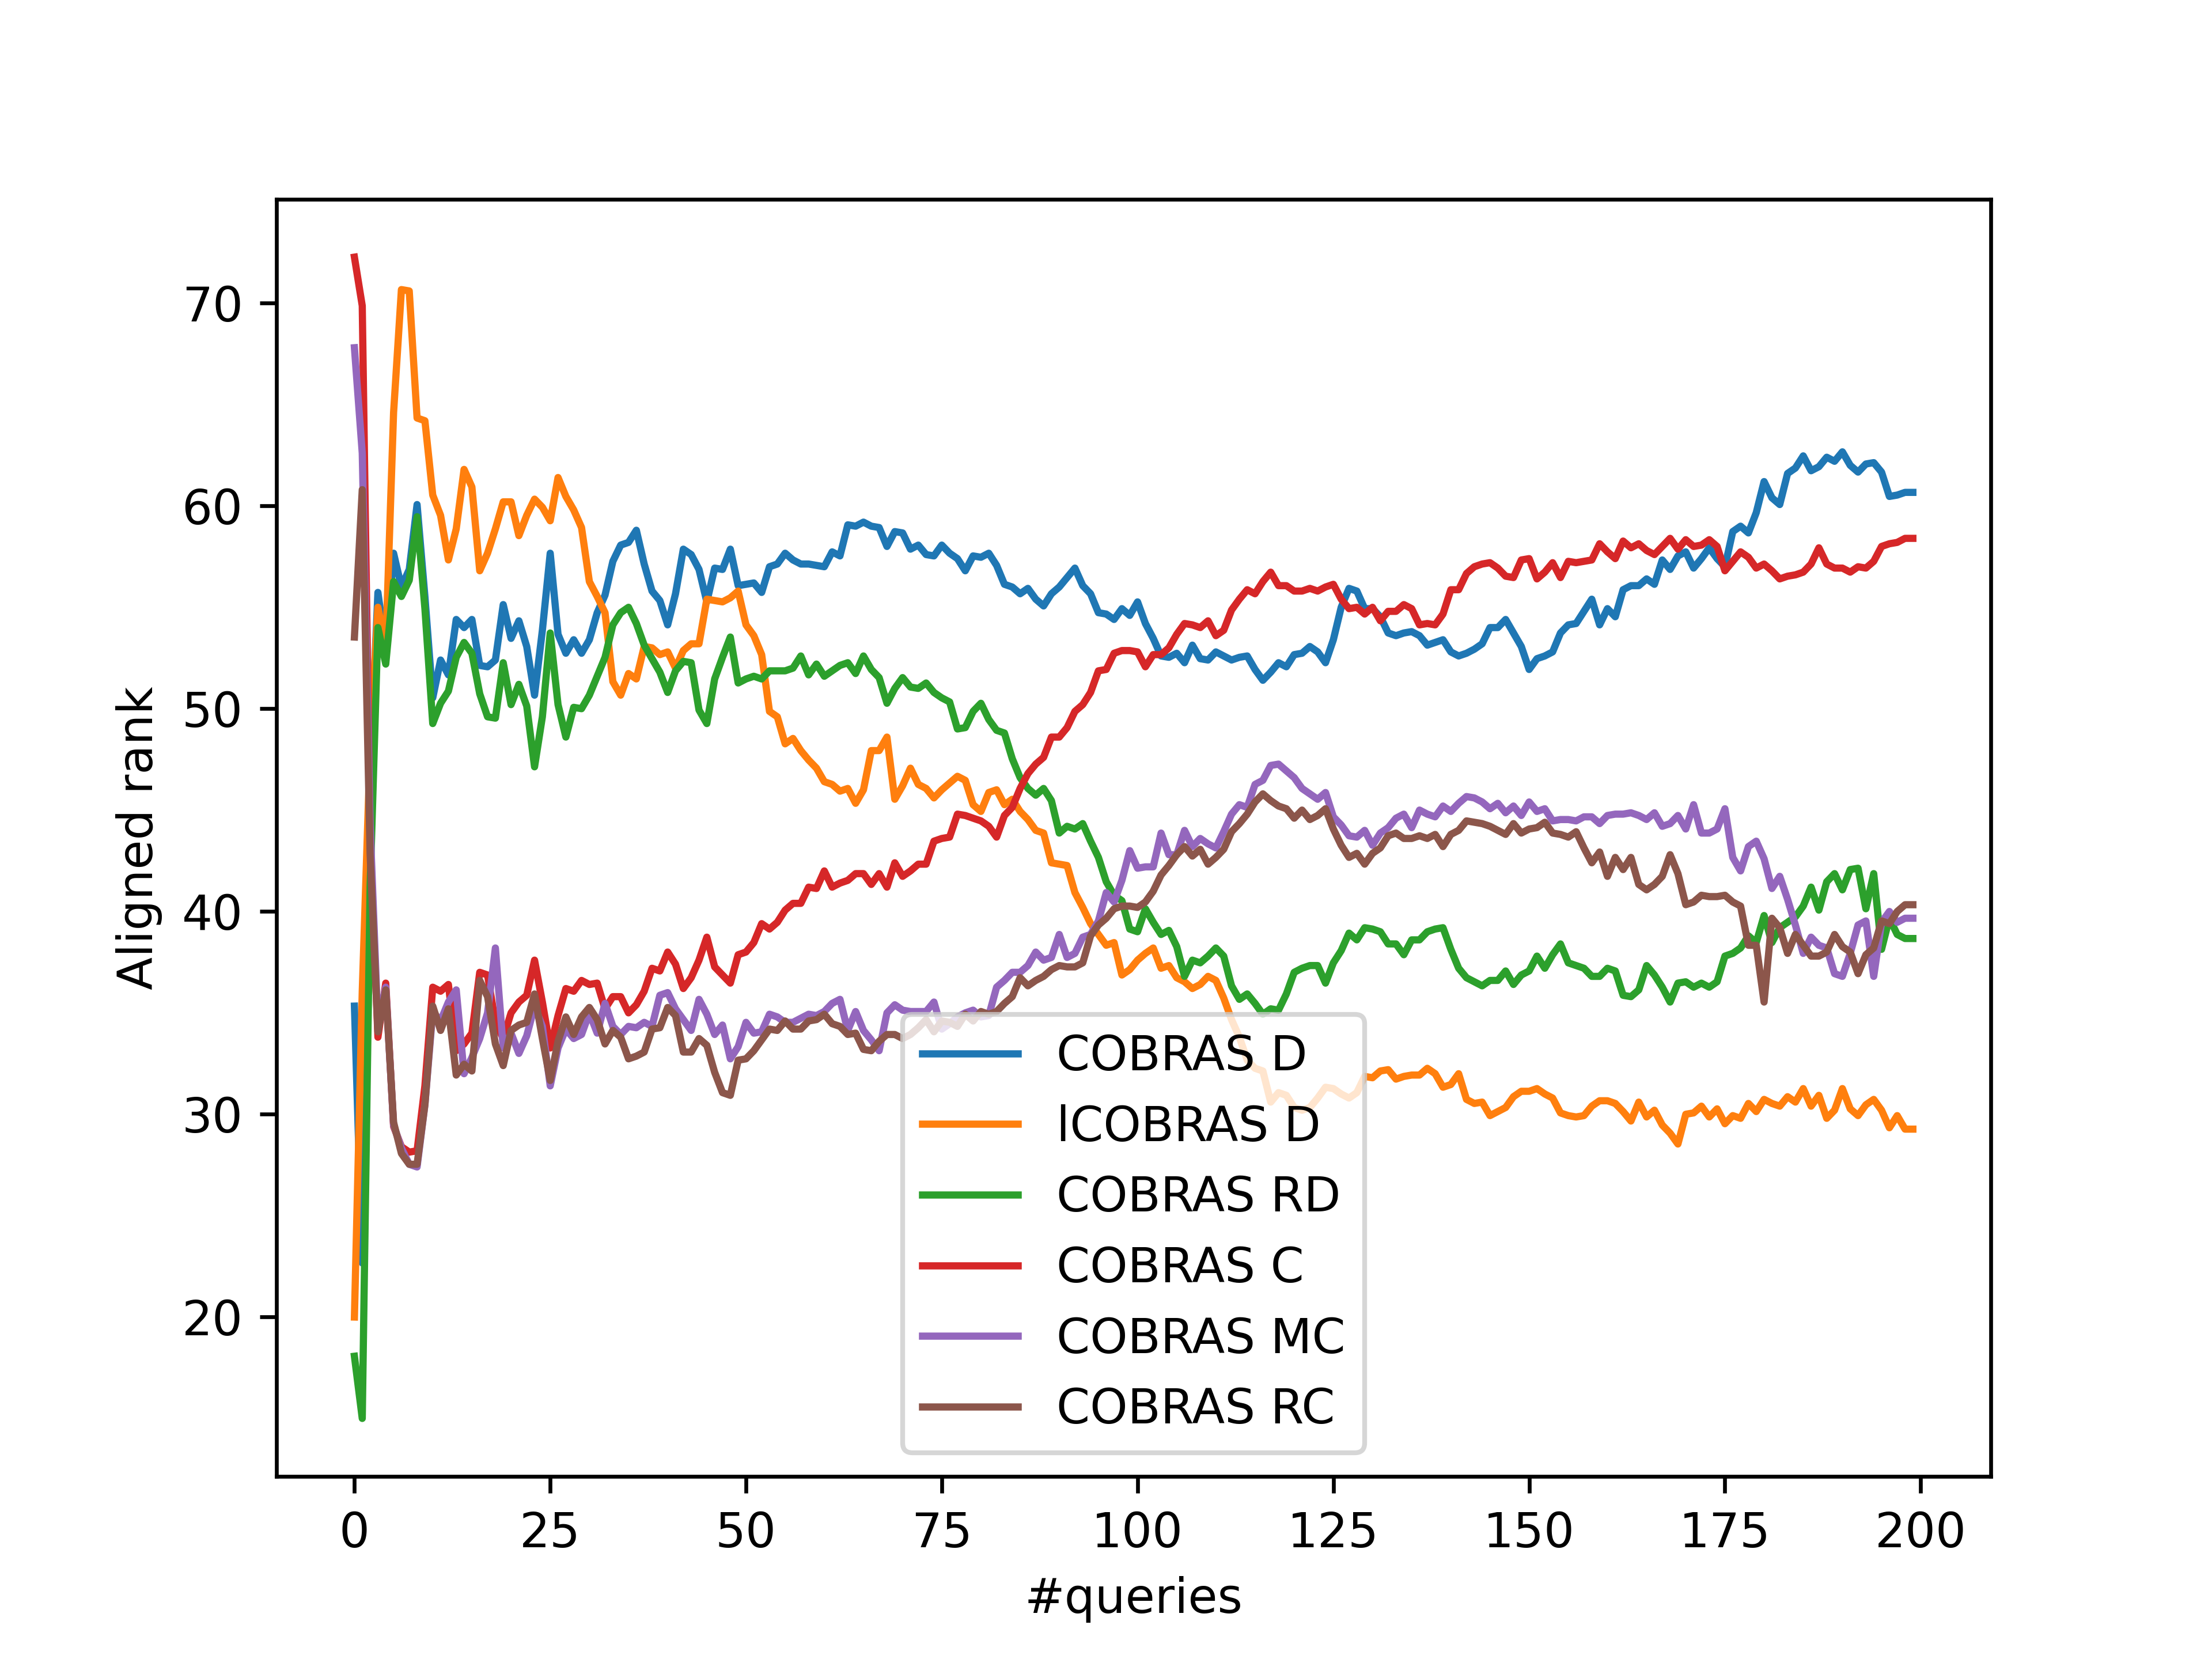 70
60
50
40
30
20
Aligned rank
COBRAS D
lCOBRAS D
COBRAS RD
COBRAS C
COBRAS MC
COBRAS RC
0 25 50 75 100 125 150 175 200
#queries